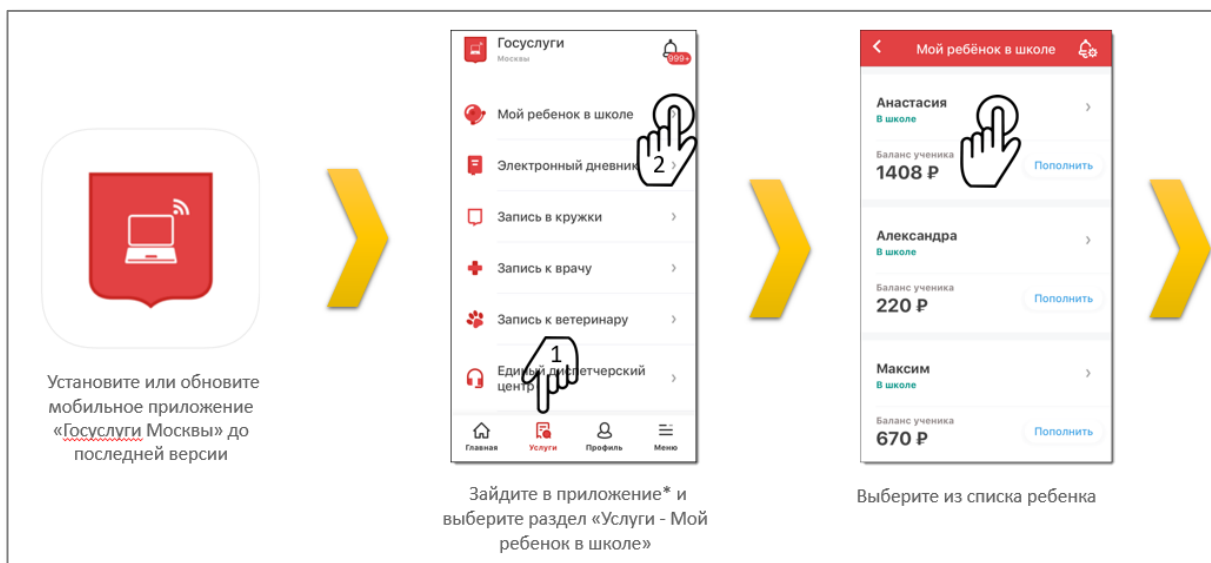 Установите или обновите
мобильное приложение
«Госуслуги Москвы» до
последней версии
Госуслуги
Москвы
999+
Мой ребенок в школе
2
Электронный дневник
Запись в кружки
Запись к врачу
Запись к ветеринару
1
Единый диспетчерский
центр
Главная Услуги Профиль Меню
Зайдите в приложение* и
выберите раздел «Услуги - Мой
ребенок в школе»
Мой ребёнок в школе
Анастасия
В школе
Баланс ученика
1408 ₽ Пополнить
Александра
В школе
Баланс ученика
220 ₽ Пополнить
Максим
В школе
Баланс ученика
670 ₽ Пополнить
Выберите из списка ребенка